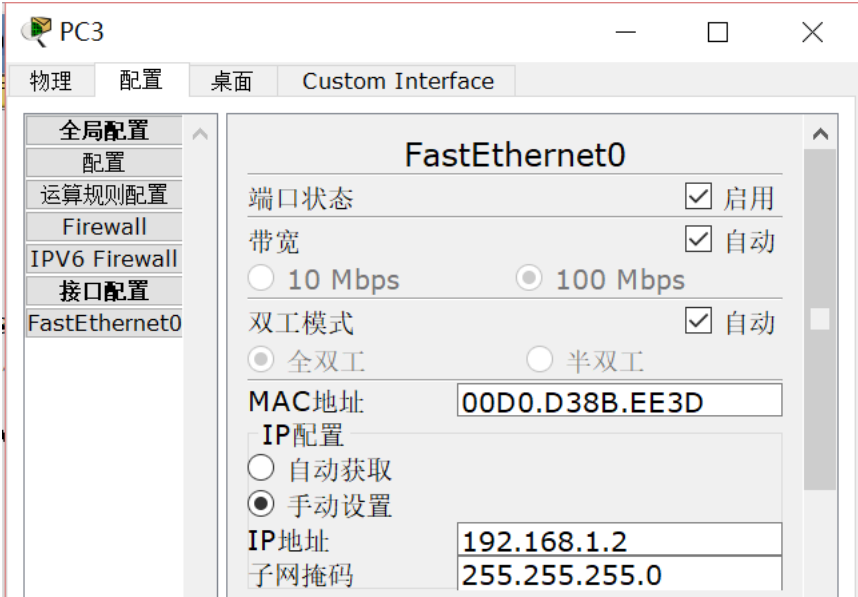 PC3
物理 配置 桌面 Custom Interface
全局配置
配置
运算规则配置
Firewall
IPV6 Firewall
接口配置
FastEthernet0
FastEthernet0
端口状态 启用
带宽 自动
10 Mbps 100 Mbps
双工模式 自动
全双工 半双工
MAC地址 00D0.D38B.EE3D
IP配置
自动获取
手动设置
IP地址 192.168.1.2
子网掩码 255.255.255.0